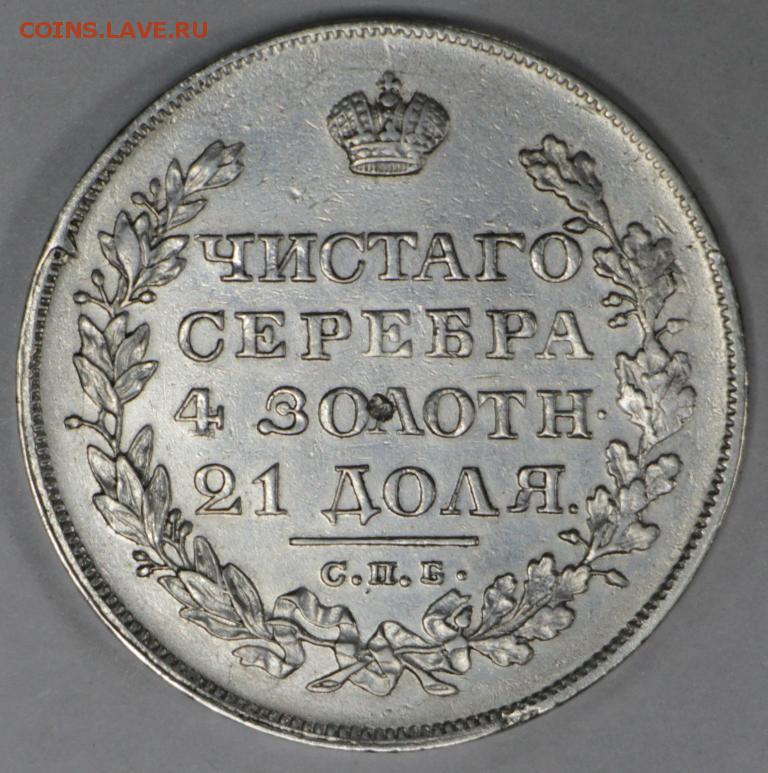 COINS.LAVE.RU
ЧИСТАГО
СЕРЕБРА
4 ЗОЛОТН·
21 ДОЛЯ.
С.П.Б.